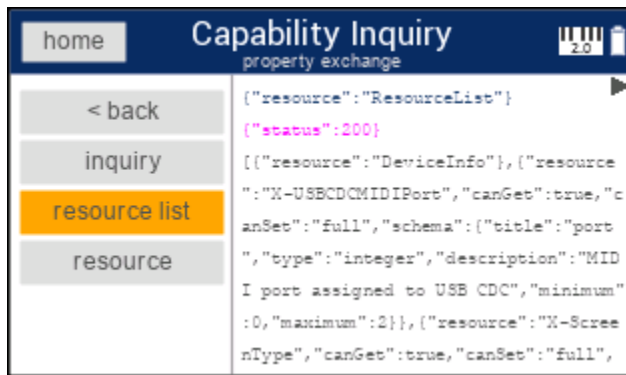 home
Capability Inquiry
property exchange
2.0
< back
inquiry
resource list
resource
{"resource":"ResourceList"}
{"status":200}
[{"resource":"DeviceInfo"},{"resource
":"X-USBCDCMIDIPort","canGet":true,"c
anSet":"full","schema":{"title":"port
","type":"integer","description":"MID
I port assigned to USB CDC","minimum"
:0,"maximum":2}},{"resource":"X-Scree
nType","canGet":true,"canSet":"full",